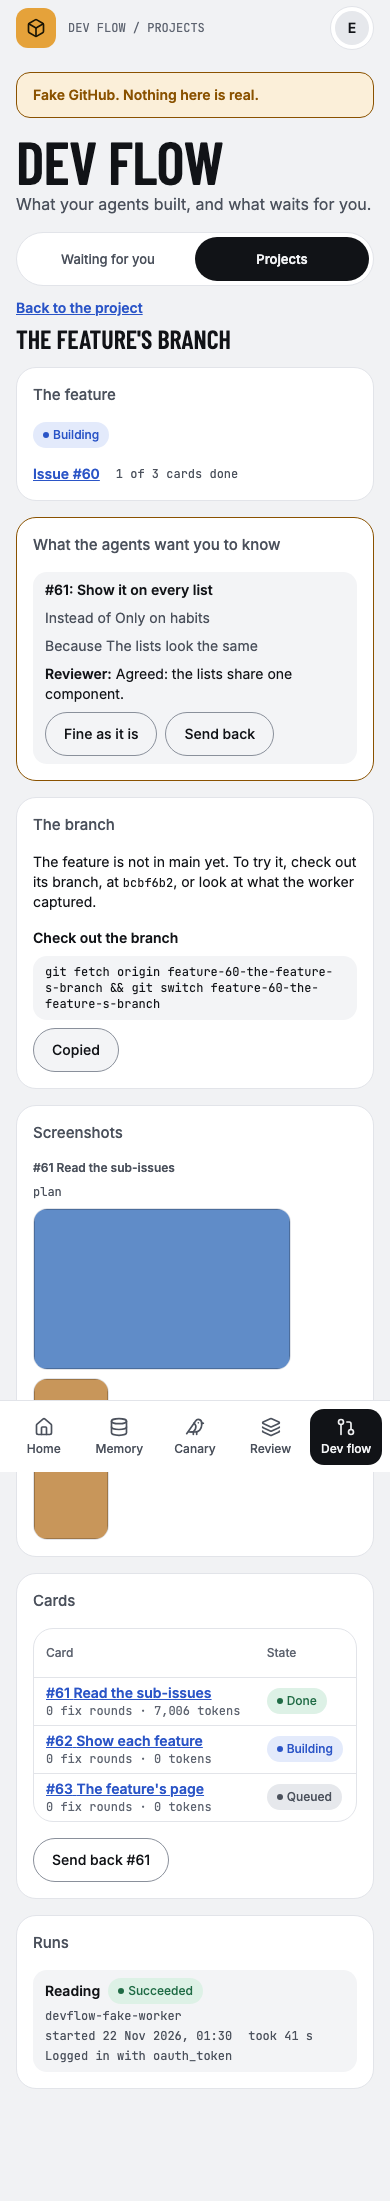 DEV FLOW / PROJECTS
E
Fake GitHub. Nothing here is real.
DEV FLOW
What your agents built, and what waits for you.
Waiting for you
Projects
Back to the project
THE FEATURE'S BRANCH
The feature
Building
Issue #60 1 of 3 cards done
What the agents want you to know
#61: Show it on every list
Instead of Only on habits
Because The lists look the same
Reviewer: Agreed: the lists share one
component.
Fine as it is
Send back
The branch
The feature is not in main yet. To try it, check out
its branch, at bcbf6b2, or look at what the worker
captured.
Check out the branch
git fetch origin feature-60-the-feature-
s-branch && git switch feature-60-the-
feature-s-branch
Copied
Screenshots
#61 Read the sub-issues
plan
Home
Memory
Canary
Review
Dev flow
Cards
Card State
#61 Read the sub-issues
0 fix rounds · 7,006 tokens
Done
#62 Show each feature
0 fix rounds · 0 tokens
Building
#63 The feature's page
0 fix rounds · 0 tokens
Queued
Send back #61
Runs
Reading Succeeded
devflow-fake-worker
started 22 Nov 2026, 01:30 took 41 s
Logged in with oauth_token